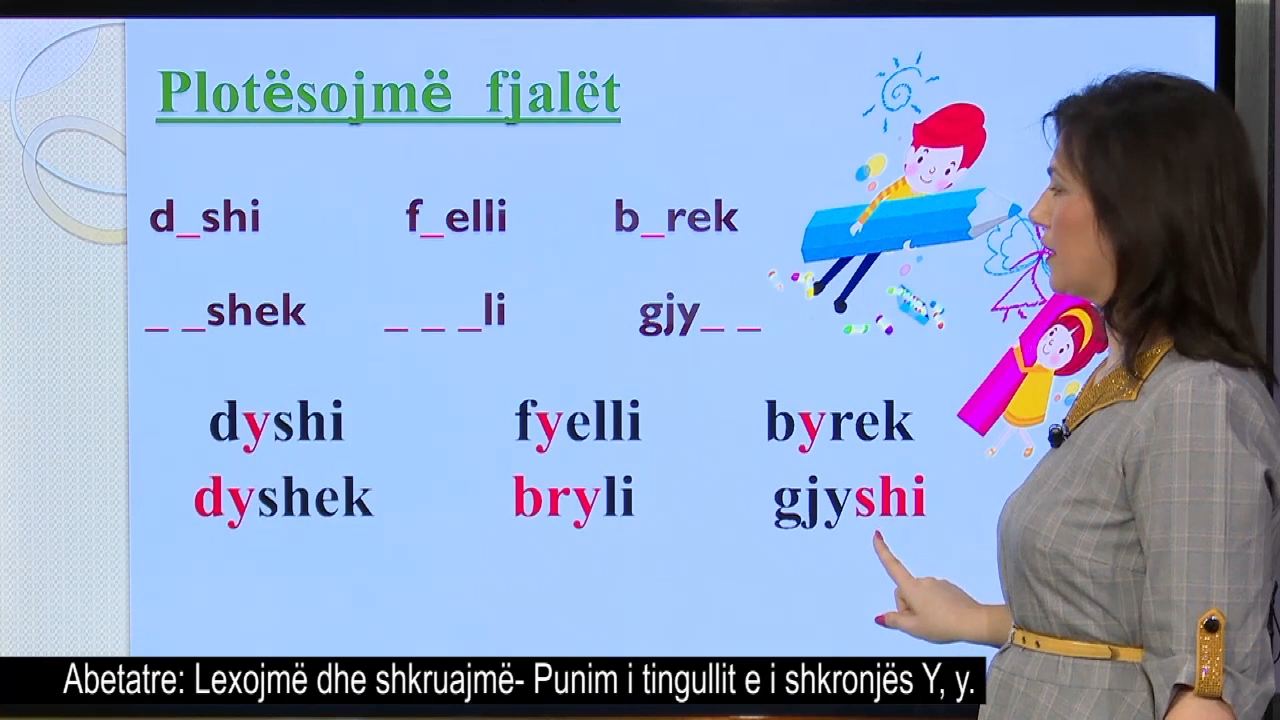 Plotësojmë fjalët
d_shi f_elli b_rek
_ _shek _ _ _li gjy_ _
dyshi fyelli byrek
dyshek bryli gjyshi
Abetatre: Lexojmë dhe shkruajmë- Punim i tingullit e i shkronjës Y, y.